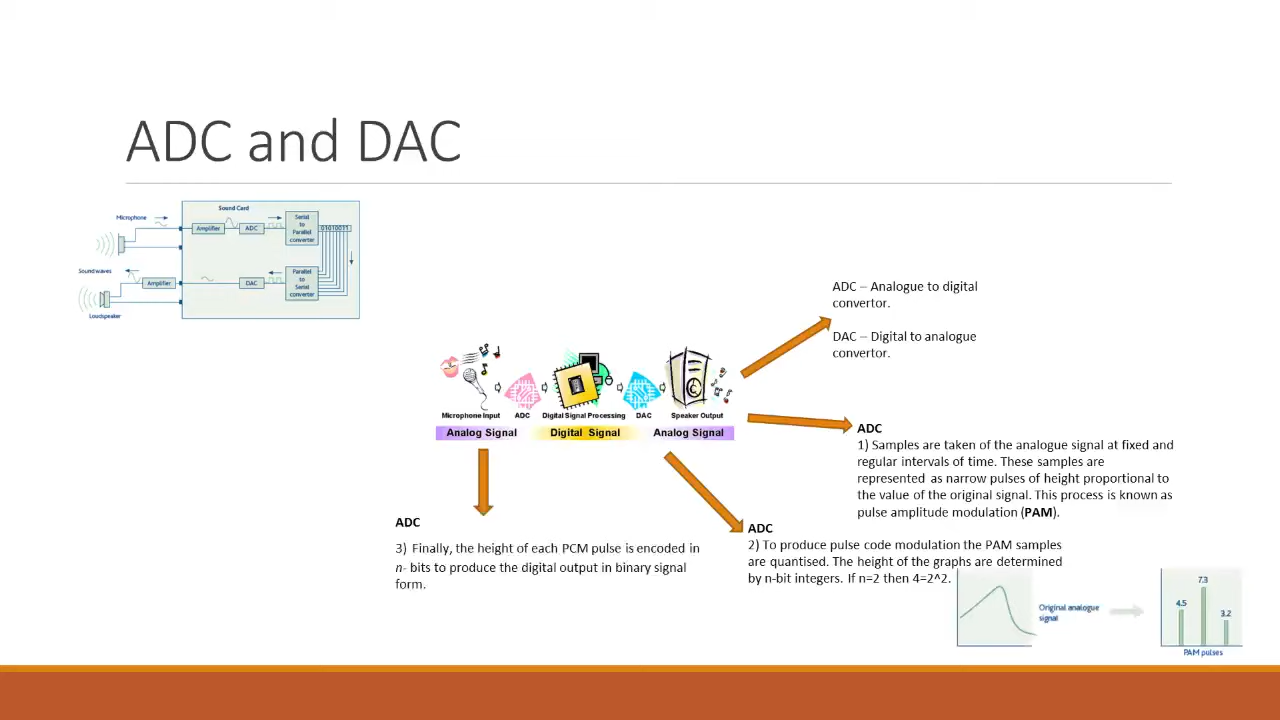 ADC and DAC
Sound Card
Microphone
Amplifier
ADC
Serial
to
Parallel
converter
01010011
Sound waves
Amplifier
DAC
Parallel
to
Serial
converter
Loudspeaker
ADC – Analogue to digital
convertor.
DAC – Digital to analogue
convertor.
Microphone Input
ADC
Digital Signal Processing
DAC
Speaker Output
Analog Signal
Digital Signal
Analog Signal
ADC
1) Samples are taken of the analogue signal at fixed and
regular intervals of time. These samples are
represented as narrow pulses of height proportional to
the value of the original signal. This process is known as
pulse amplitude modulation (PAM).
ADC
2) To produce pulse code modulation the PAM samples
are quantised. The height of the graphs are determined
by n-bit integers. If n=2 then 4=2^2.
ADC
3) Finally, the height of each PCM pulse is encoded in
n- bits to produce the digital output in binary signal
form.
Original analogue
signal
4.5
7.3
3.2
PAM pulses